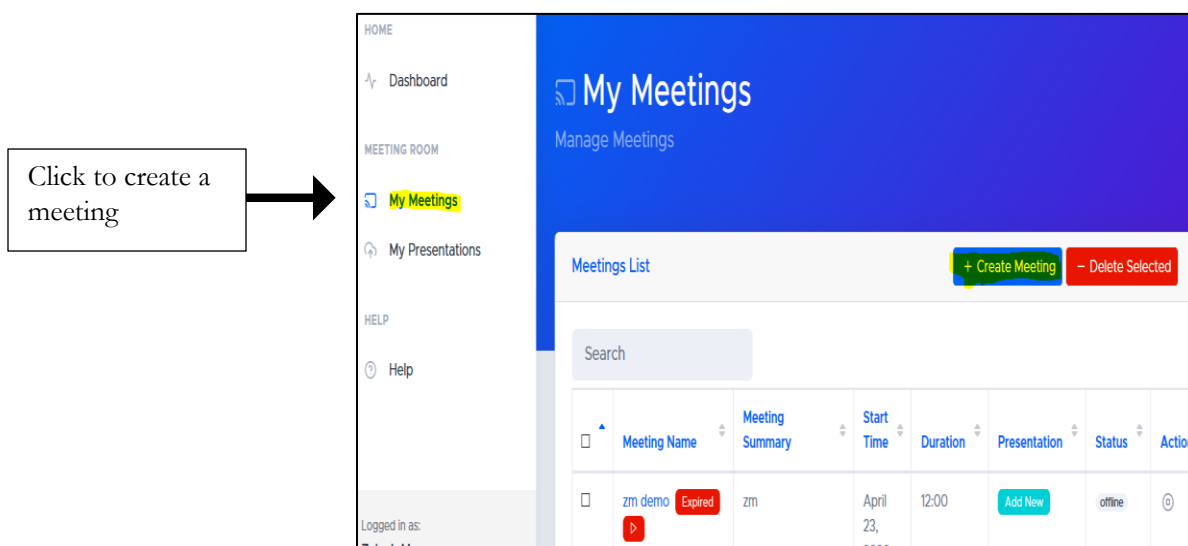 Click to create a
meeting
HOME
Dashboard
MEETING ROOM
My Meetings
My Presentations
HELP
Help
Logged in as:
My Meetings
Manage Meetings
Meetings List
+ Create Meeting
− Delete Selected
Search
Meeting Name
Meeting
Summary
Start
Time
Duration
Presentation
Status
zm demo Expired
zm
April
23,
12:00
Add New
offline